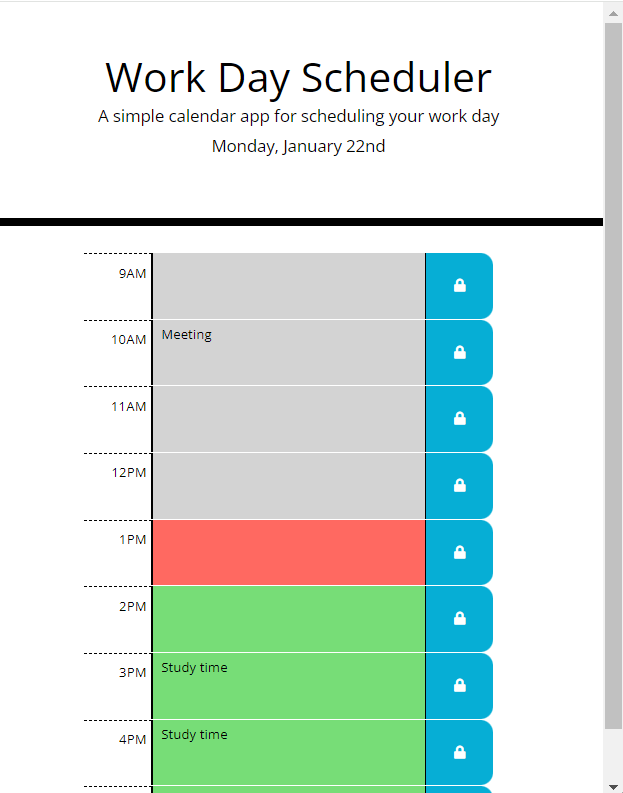 Work Day Scheduler
A simple calendar app for scheduling your work day
Monday, January 22nd
9AM
10AM Meeting
11AM
12PM
1PM
2PM
3PM Study time
4PM Study time